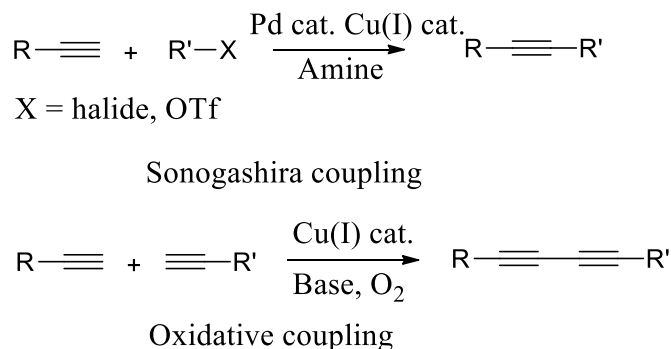 R + R'–X Pd cat. Cu(I) cat. R R'
Amine
X = halide, OTf
Sonogashira coupling
R + R' Cu(I) cat. R R'
Base, O₂
Oxidative coupling